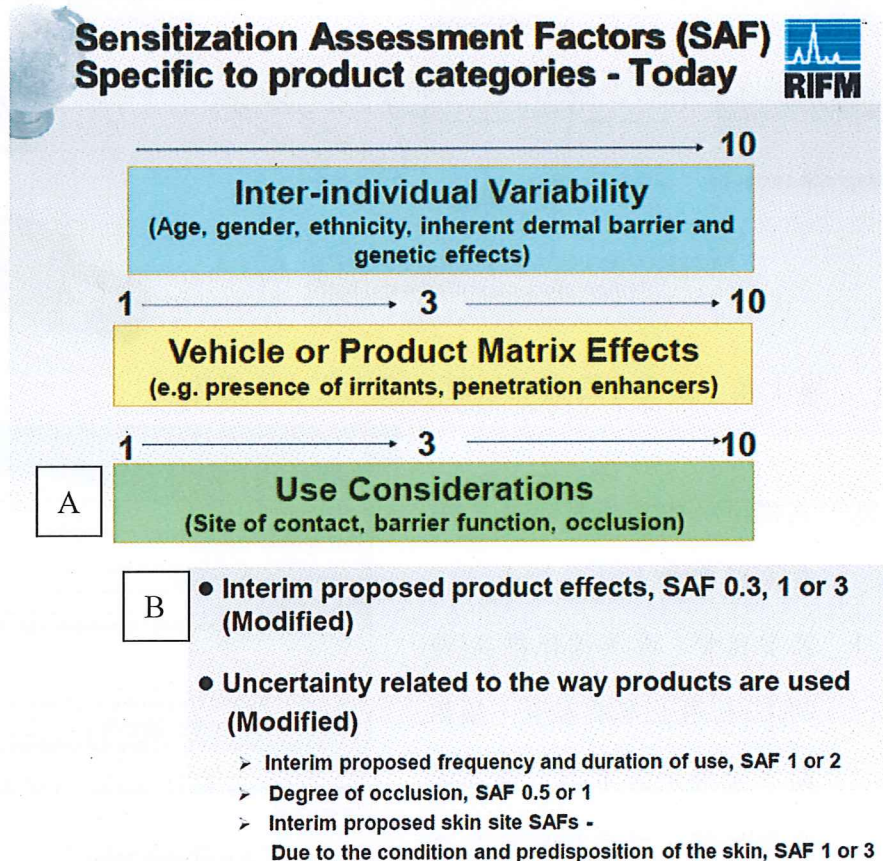 Sensitization Assessment Factors (SAF)
Specific to product categories - Today
RIFM
10
Inter-individual Variability
(Age, gender, ethnicity, inherent dermal barrier and
genetic effects)
1 3 10
Vehicle or Product Matrix Effects
(e.g. presence of irritants, penetration enhancers)
1 3 10
A
Use Considerations
(Site of contact, barrier function, occlusion)
B
● Interim proposed product effects, SAF 0.3, 1 or 3
(Modified)
● Uncertainty related to the way products are used
(Modified)
➢ Interim proposed frequency and duration of use, SAF 1 or 2
➢ Degree of occlusion, SAF 0.5 or 1
➢ Interim proposed skin site SAFs -
Due to the condition and predisposition of the skin, SAF 1 or 3